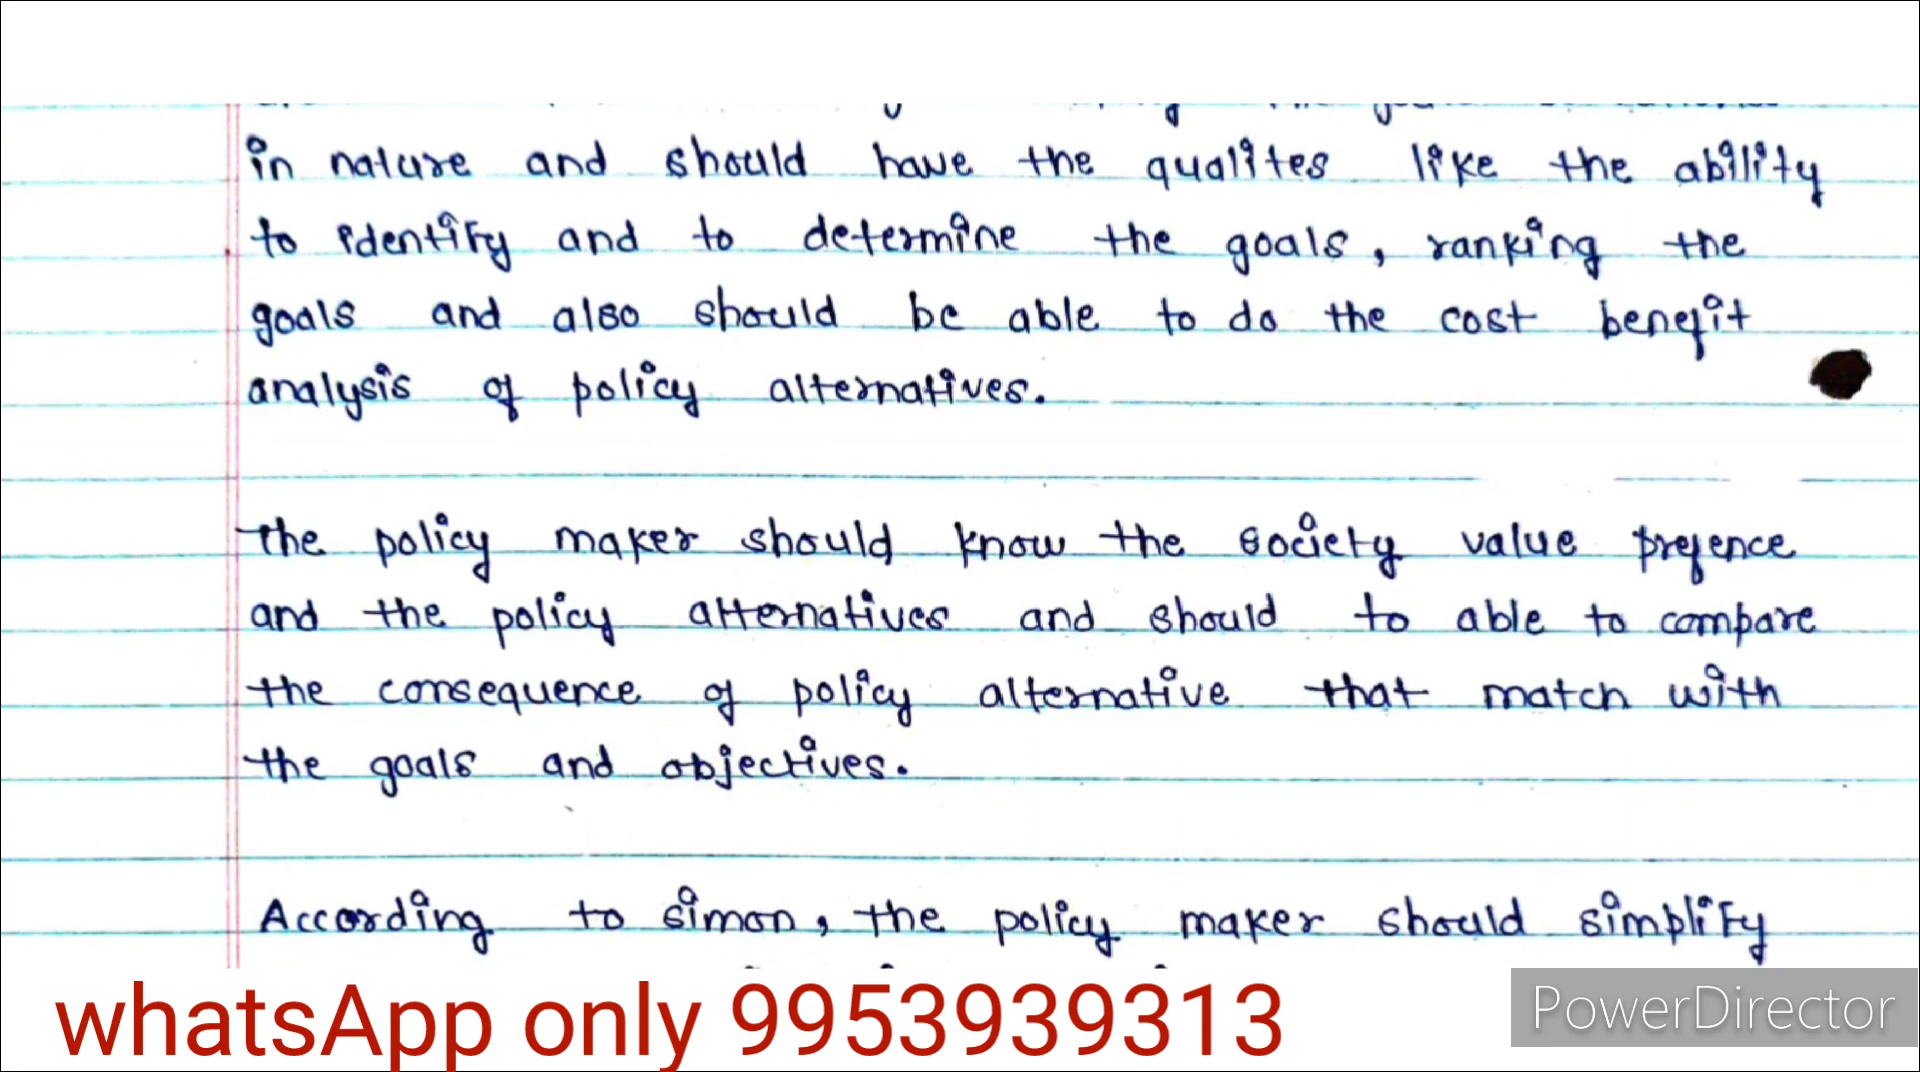 in nature and should have the qualites like the ability
to identify and to determine the goals, ranking the
goals and also should be able to do the cost benefit
analysis of policy alternatives.
The policy maker should know the society value prefence
and the policy alternatives and should to able to compare
the consequence of policy alternative that match with
the goals and objectives.
According to simon, the policy maker should simplify
whatsApp only 9953939313
PowerDirector